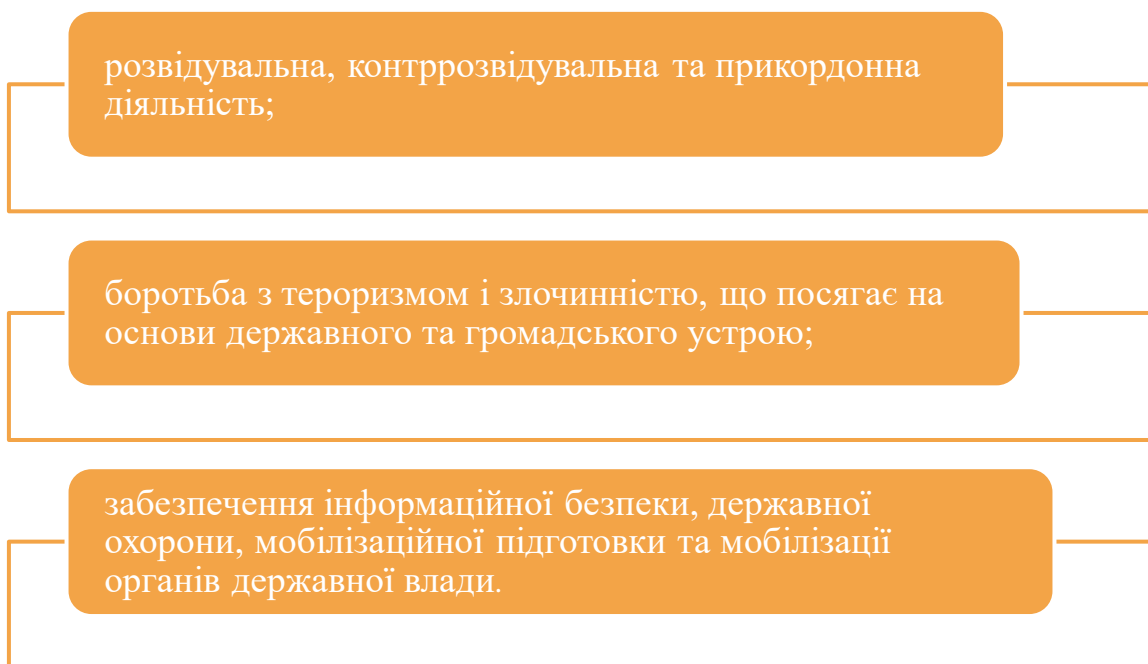 розвідувальна, контррозвідувальна та прикордонна
діяльність;
боротьба з тероризмом і злочинністю, що посягає на
основи державного та громадського устрою;
забезпечення інформаційної безпеки, державної
охорони, мобілізаційної підготовки та мобілізації
органів державної влади.